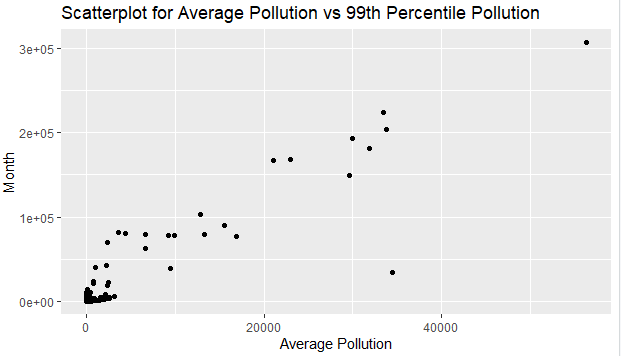 Scatterplot for Average Pollution vs 99th Percentile Pollution
3e+05
2e+05
1e+05
0e+00
Month
0 20000 40000
Average Pollution